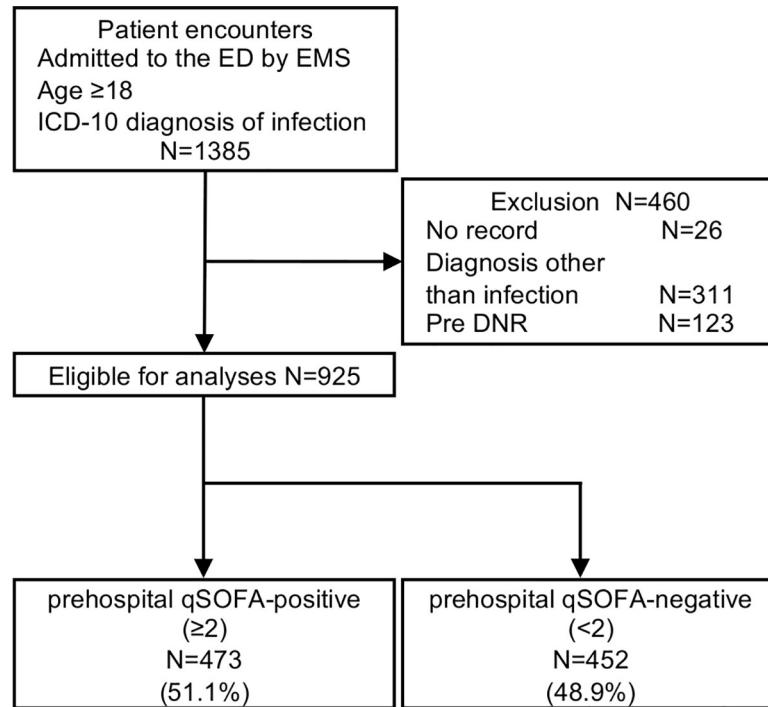 Patient encounters
Admitted to the ED by EMS
Age ≥18
ICD-10 diagnosis of infection
N=1385
Exclusion N=460
No record N=26
Diagnosis other
than infection N=311
Pre DNR N=123
Eligible for analyses N=925
prehospital qSOFA-positive
(≥2)
N=473
(51.1%)
prehospital qSOFA-negative
(<2)
N=452
(48.9%)